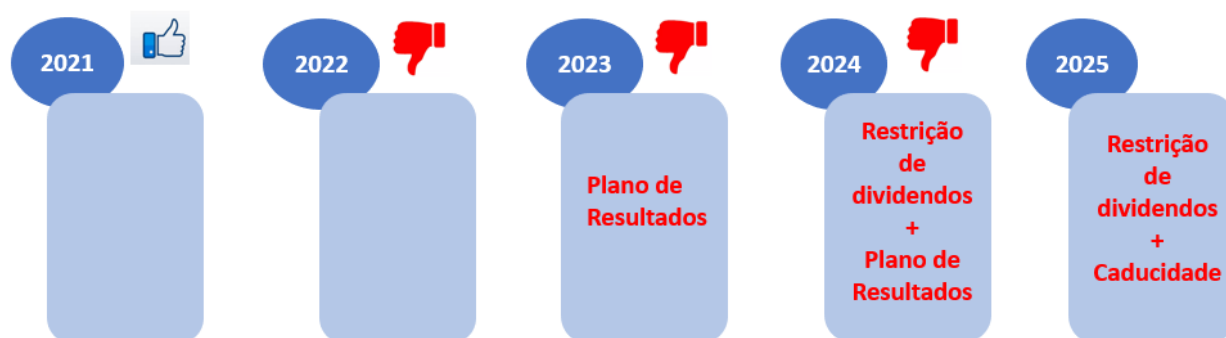 2021
2022
2023
2024
2025
Plano de
Resultados
Restrição
de
dividendos
+
Plano de
Resultados
Restrição
de
dividendos
+
Caducidade